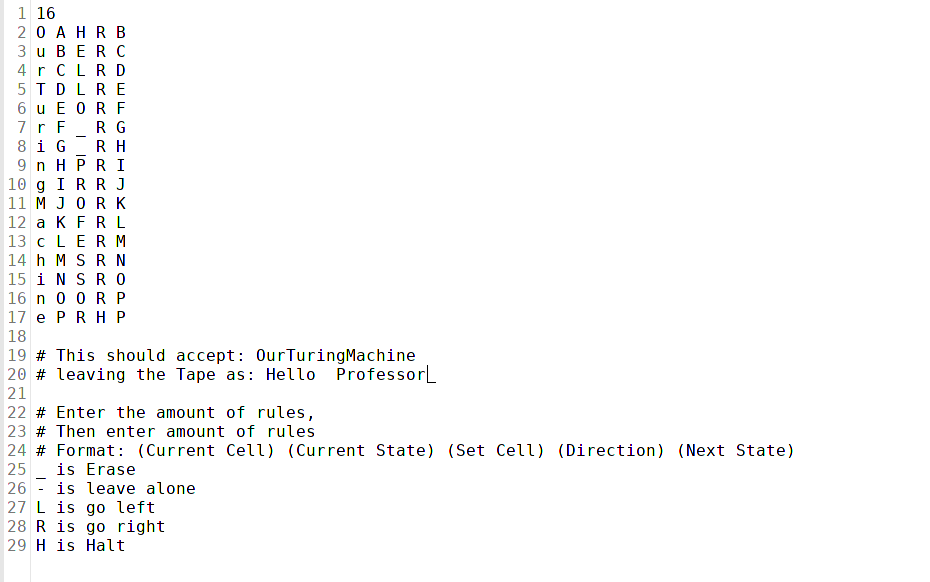 1 16
2 O A H R B
3 u B E R C
4 r C L R D
5 T D L R E
6 u E O R F
7 r F _ R G
8 i G _ R H
9 n H P R I
10 g I R R J
11 M J O R K
12 a K F R L
13 c L E R M
14 h M S R N
15 i N S R O
16 n O O R P
17 e P R H P
18
19 # This should accept: OurTuringMachine
20 # leaving the Tape as: Hello  Professor
21
22 # Enter the amount of rules,
23 # Then enter amount of rules
24 # Format: (Current Cell) (Current State) (Set Cell) (Direction) (Next State)
25 _ is Erase
26 - is leave alone
27 L is go left
28 R is go right
29 H is Halt